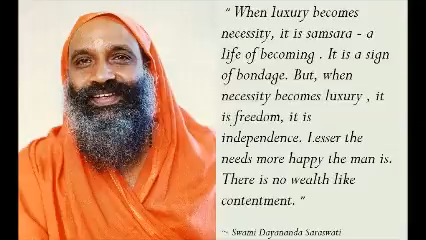 “ When luxury becomes
necessity, it is samsara - a
life of becoming . It is a sign
of bondage. But, when
necessity becomes luxury , it
is freedom, it is
independence. Lesser the
needs more happy the man is.
There is no wealth like
contentment. ”
~ Swami Dayananda Saraswati